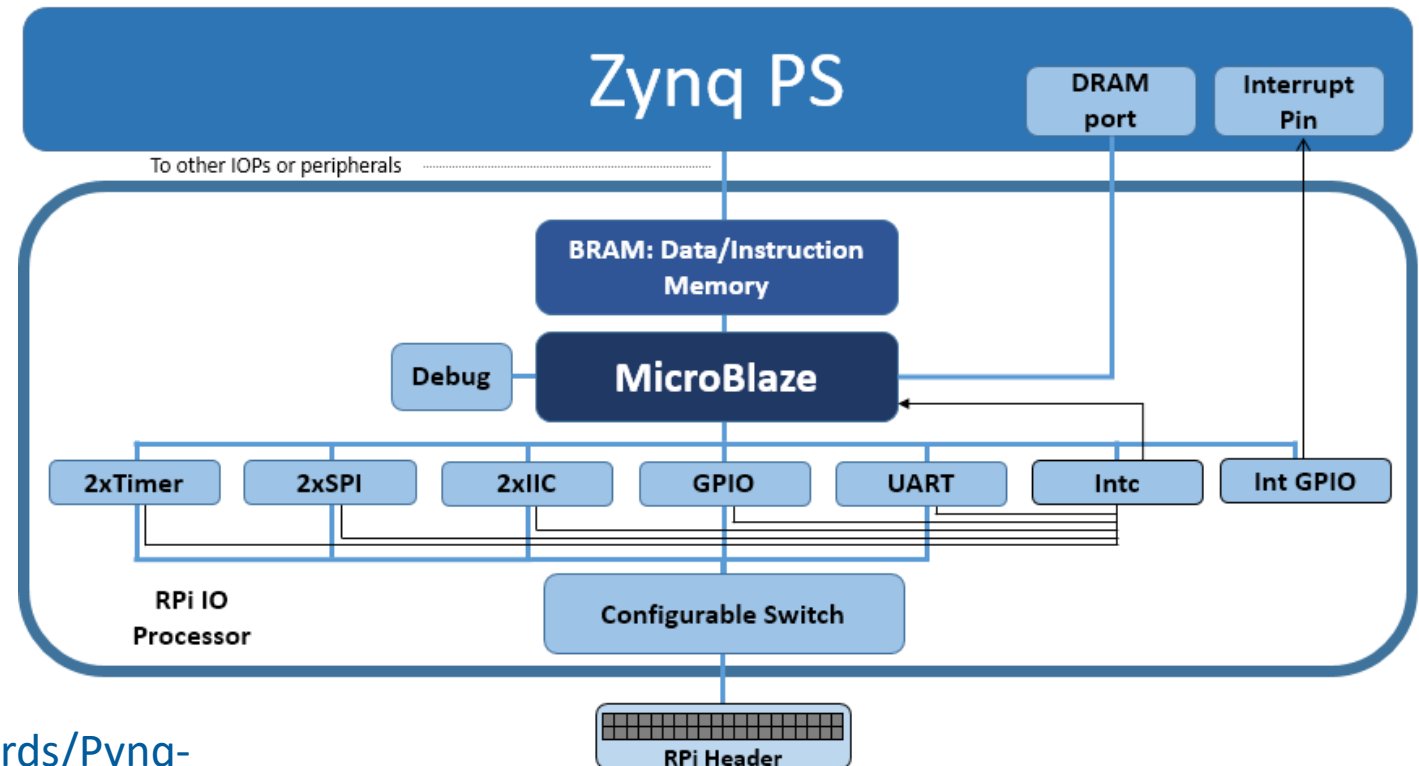 Zynq PS
DRAM
port
Interrupt
Pin
To other IOPs or peripherals
BRAM: Data/Instruction
Memory
Debug
MicroBlaze
2xTimer
2xSPI
2xIIC
GPIO
UART
Intc
Int GPIO
RPi IO
Processor
Configurable Switch
RPi Header
rds/Pynq-